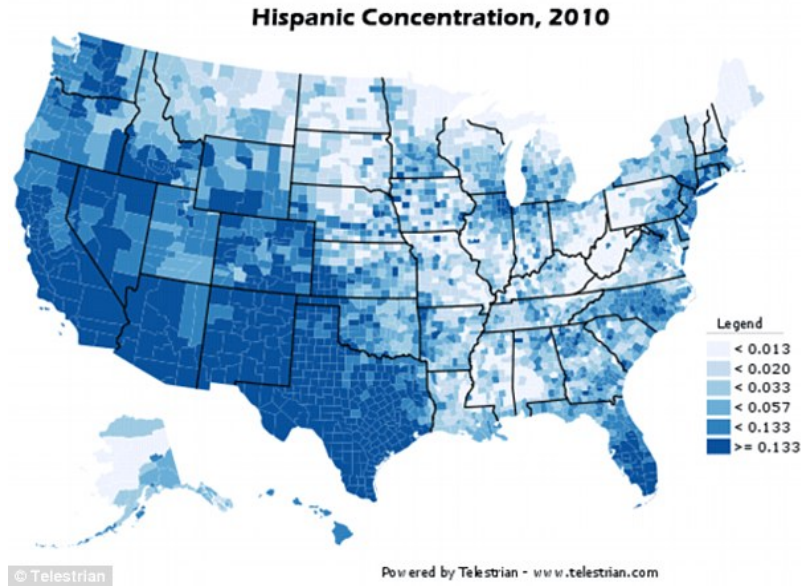 Hispanic Concentration, 2010
Legend
< 0.013
< 0.020
< 0.033
< 0.057
< 0.133
>= 0.133
© Telestrian
Powered by Telestrian - www.telestrian.com